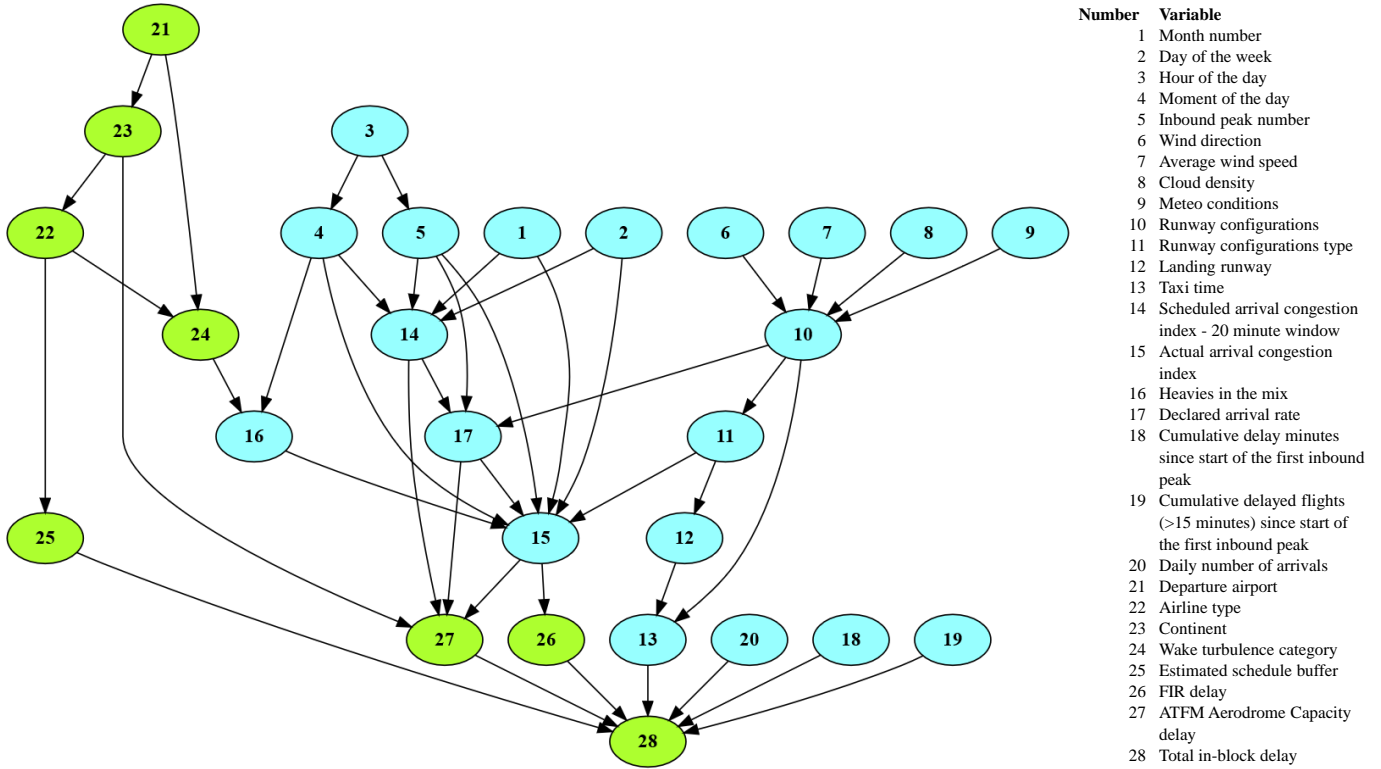 21
23
3
22
4
5
1
2
6
7
8
9
24
14
10
16
17
11
25
15
12
27
26
13
20
18
19
28
Number Variable
1 Month number
2 Day of the week
3 Hour of the day
4 Moment of the day
5 Inbound peak number
6 Wind direction
7 Average wind speed
8 Cloud density
9 Meteo conditions
10 Runway configurations
11 Runway configurations type
12 Landing runway
13 Taxi time
14 Scheduled arrival congestion
index - 20 minute window
15 Actual arrival congestion
index
16 Heavies in the mix
17 Declared arrival rate
18 Cumulative delay minutes
since start of the first inbound
peak
19 Cumulative delayed flights
(>15 minutes) since start of
the first inbound peak
20 Daily number of arrivals
21 Departure airport
22 Airline type
23 Continent
24 Wake turbulence category
25 Estimated schedule buffer
26 FIR delay
27 ATFM Aerodrome Capacity
delay
28 Total in-block delay